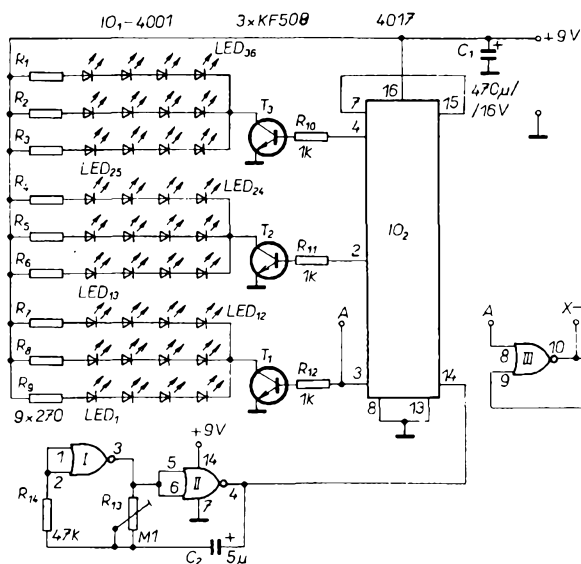 IO₁-4001 3×KF508 4017
LED₃₆
+9V
C₁ +
R₁
R₂
T₃
16
7 15
47Cµ/
/16V
R₃
R₁₀
4
1K
LED₂₅
R₄
LED₂₄
IO₂
R₅
T₂
R₁₁
2
R₆
1K
LED₁₃
R₇
LED₁₂
A
A
X-
R₈
T₁
R₁₂
3
14
8 III 10
9
R₉
9×270
LED₁
1K
8 13
+9V
1 I 3
2
5 II 14
6 4
7
R₁₄
R₁₃
47K
M1
C₂ +
5µ